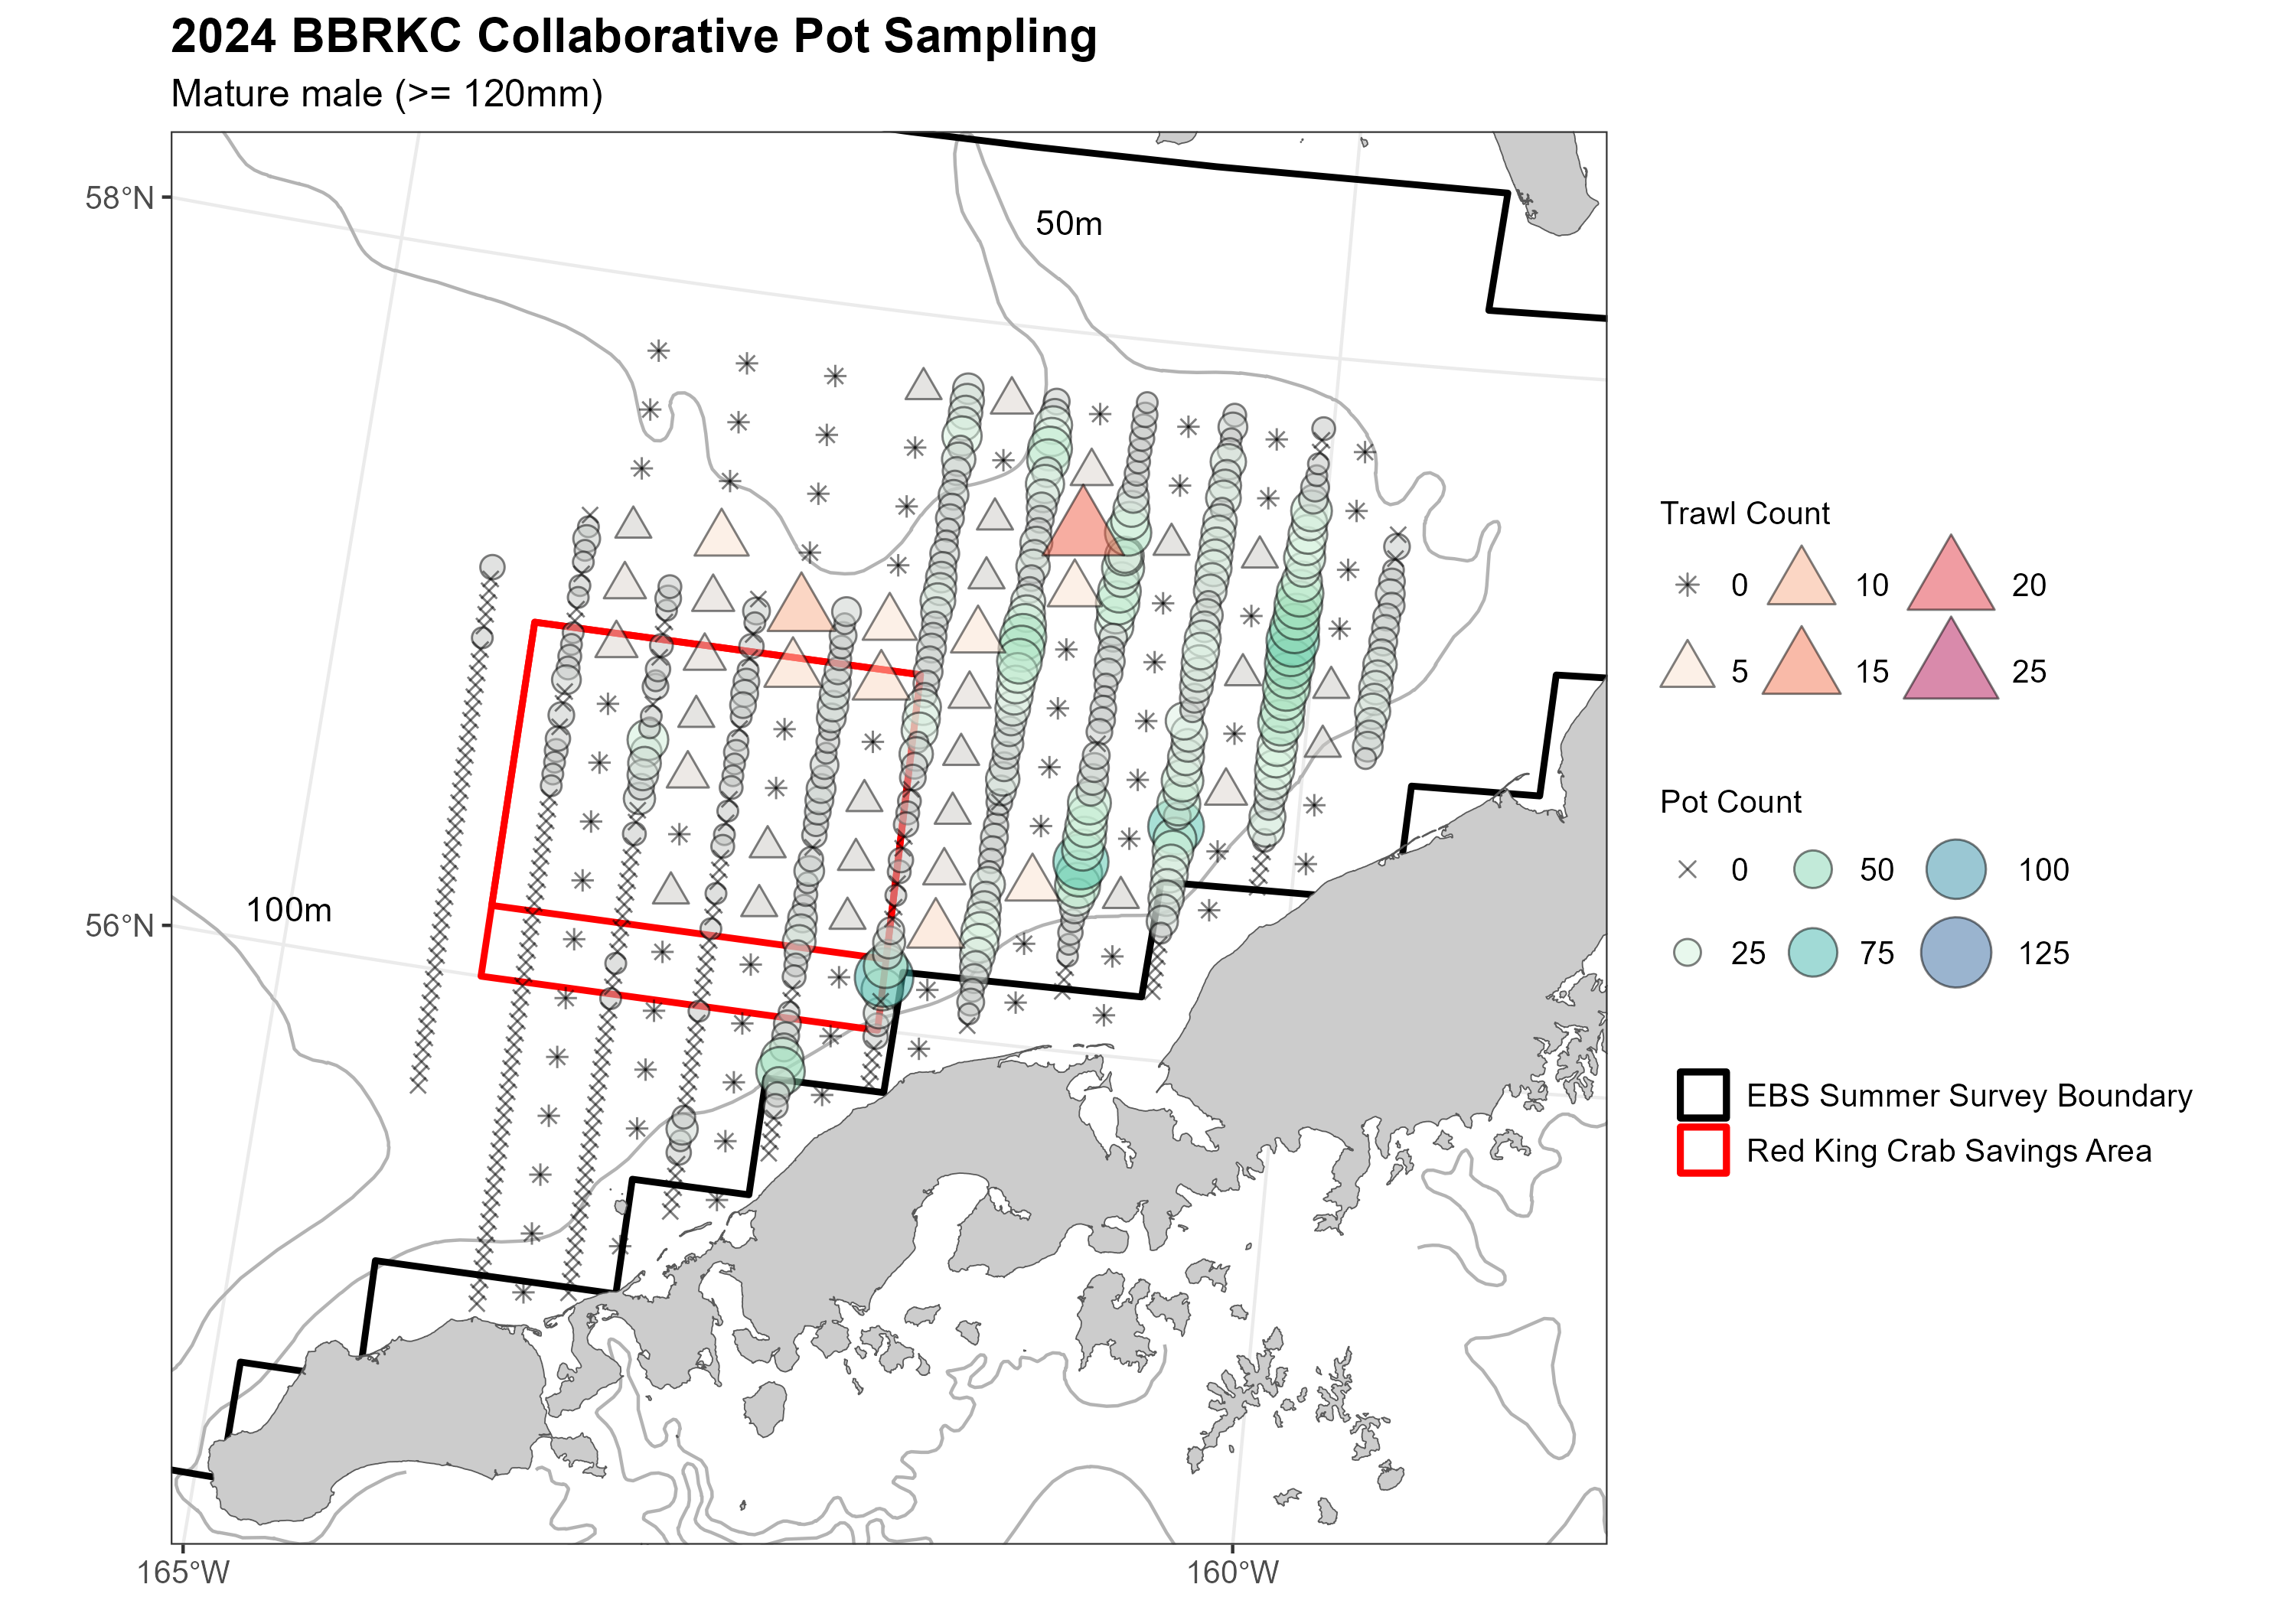 2024 BBRKC Collaborative Pot Sampling
Mature male (>= 120mm)
58°N
50m
56°N
100m
165°W
160°W
Trawl Count
0 10 20
5 15 25
Pot Count
0 50 100
25 75 125
EBS Summer Survey Boundary
Red King Crab Savings Area